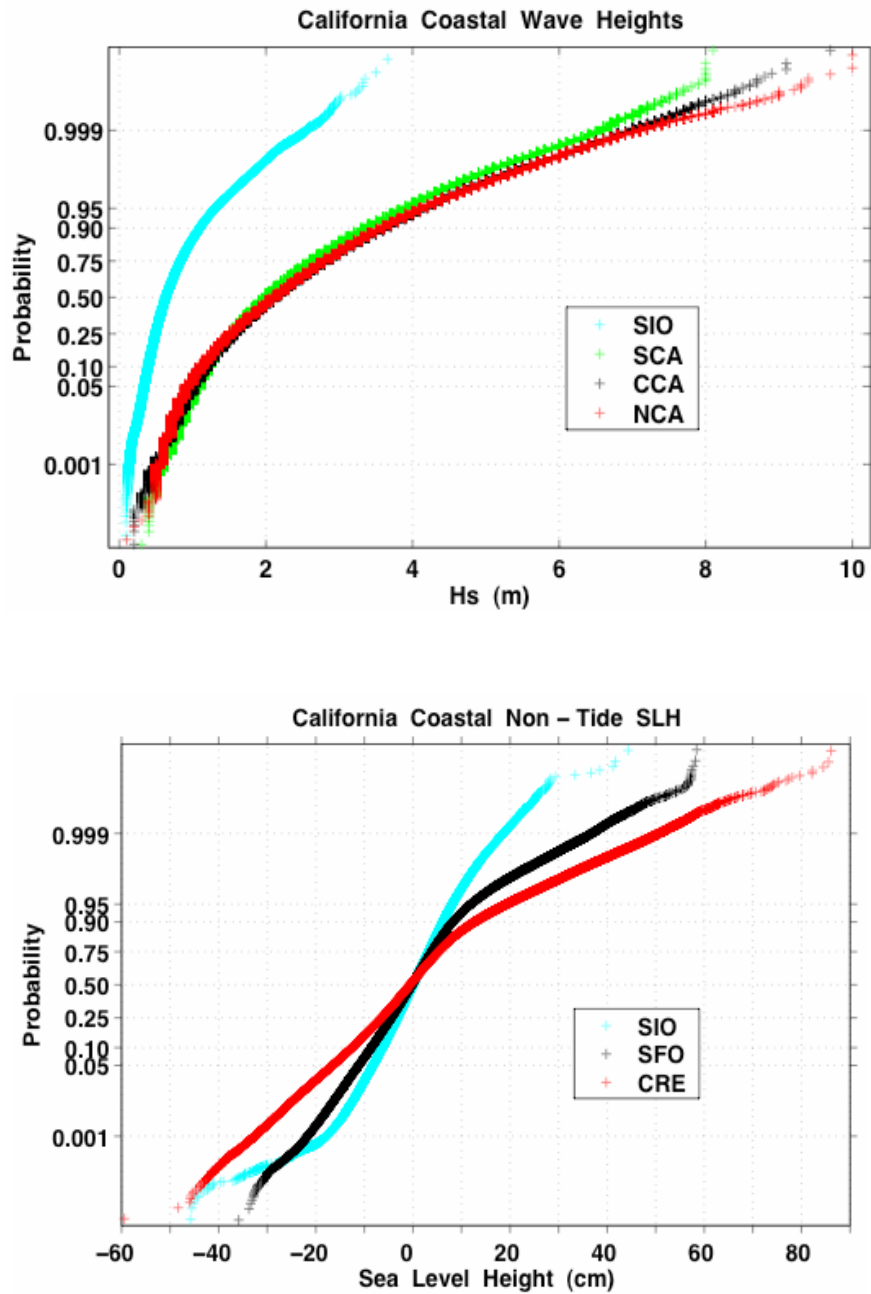 California Coastal Wave Heights
Probability
0.999
0.95
0.90
0.75
0.50
0.25
0.10
0.05
0.001
SIO
SCA
CCA
NCA
0 2 4 6 8 10
Hs (m)
California Coastal Non – Tide SLH
Probability
0.999
0.95
0.90
0.75
0.50
0.25
0.10
0.05
0.001
SIO
SFO
CRE
−60 −40 −20 0 20 40 60 80
Sea Level Height (cm)